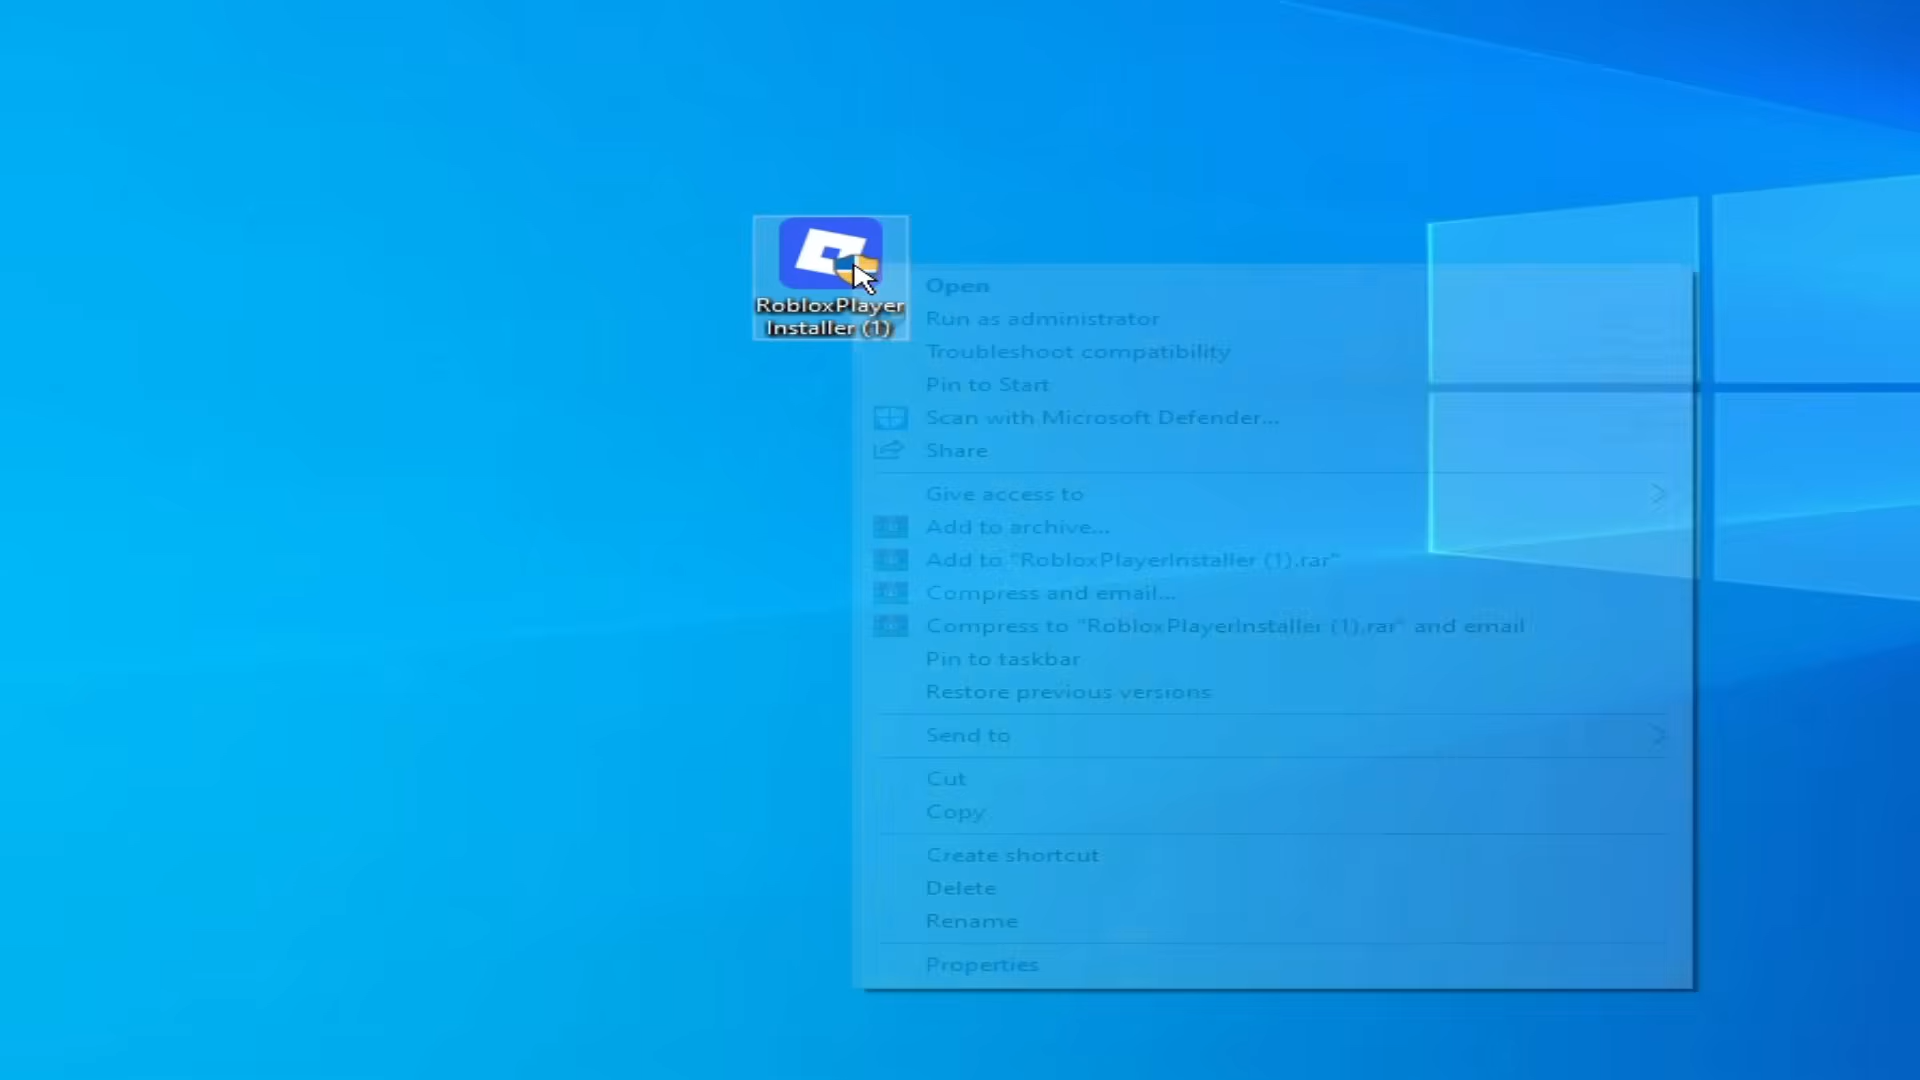 RobloxPlayer
Installer (1)
Open
Run as administrator
Troubleshoot compatibility
Pin to Start
Scan with Microsoft Defender...
Share
Give access to
Add to archive...
Add to "RobloxPlayerInstaller (1).rar"
Compress and email...
Compress to "RobloxPlayerInstaller (1).rar" and email
Pin to taskbar
Restore previous versions
Send to
Cut
Copy
Create shortcut
Delete
Rename
Properties